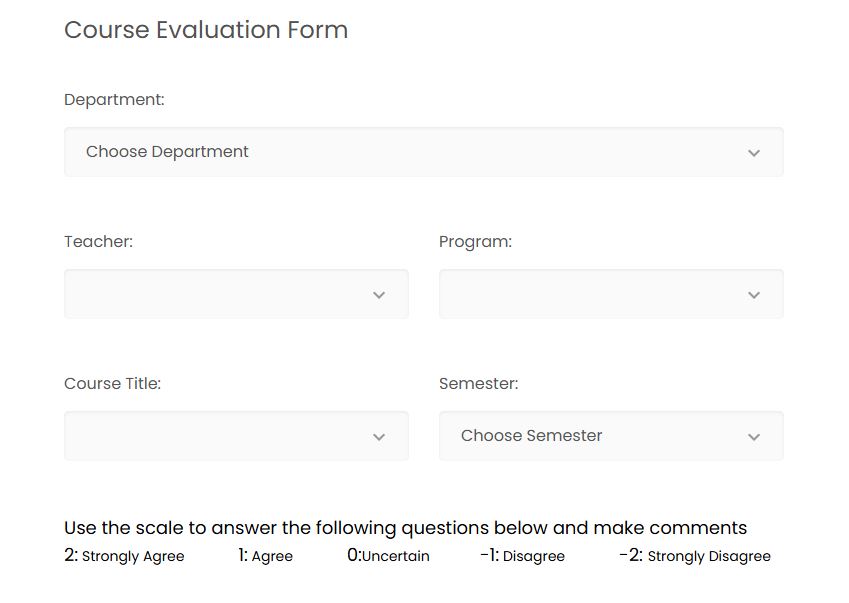 Course Evaluation Form
Department:
Choose Department
Teacher: Program:
Course Title: Semester:
Choose Semester
Use the scale to answer the following questions below and make comments
2: Strongly Agree 1: Agree 0:Uncertain -1: Disagree -2: Strongly Disagree